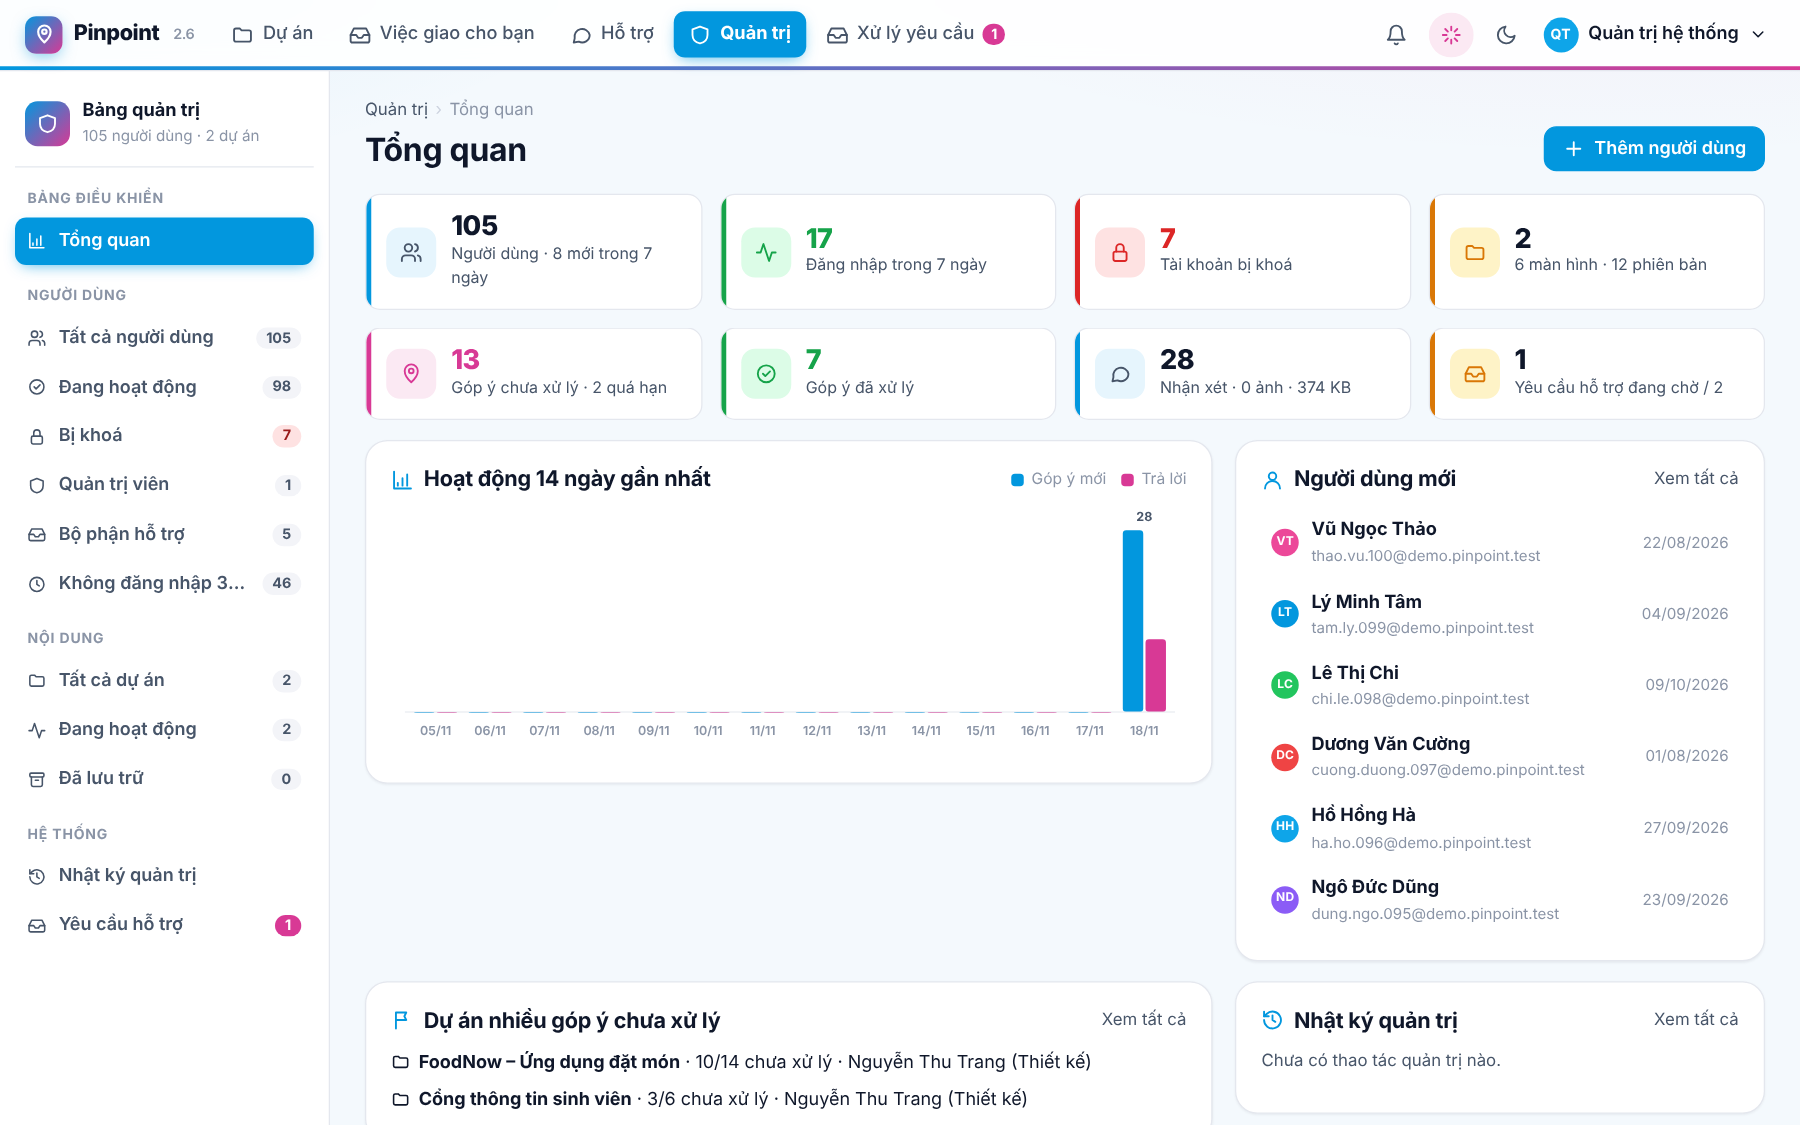 Pinpoint 2.6
Dự án
Việc giao cho bạn
Hỗ trợ
Quản trị
Xử lý yêu cầu 1
QT Quản trị hệ thống
Bảng quản trị
105 người dùng · 2 dự án
BẢNG ĐIỀU KHIỂN
Tổng quan
NGƯỜI DÙNG
Tất cả người dùng 105
Đang hoạt động 98
Bị khoá 7
Quản trị viên 1
Bộ phận hỗ trợ 5
Không đăng nhập 3... 46
NỘI DUNG
Tất cả dự án 2
Đang hoạt động 2
Đã lưu trữ 0
HỆ THỐNG
Nhật ký quản trị
Yêu cầu hỗ trợ 1
Quản trị › Tổng quan
Tổng quan
Thêm người dùng
105
Người dùng · 8 mới trong 7
ngày
17
Đăng nhập trong 7 ngày
7
Tài khoản bị khoá
2
6 màn hình · 12 phiên bản
13
Góp ý chưa xử lý · 2 quá hạn
7
Góp ý đã xử lý
28
Nhận xét · 0 ảnh · 374 KB
1
Yêu cầu hỗ trợ đang chờ / 2
Hoạt động 14 ngày gần nhất
Góp ý mới Trả lời
28
05/11 06/11 07/11 08/11 09/11 10/11 11/11 12/11 13/11 14/11 15/11 16/11 17/11 18/11
Người dùng mới Xem tất cả
VT Vũ Ngọc Thảo
thao.vu.100@demo.pinpoint.test
22/08/2026
LT Lý Minh Tâm
tam.ly.099@demo.pinpoint.test
04/09/2026
LC Lê Thị Chi
chi.le.098@demo.pinpoint.test
09/10/2026
DC Dương Văn Cường
cuong.duong.097@demo.pinpoint.test
01/08/2026
HH Hồ Hồng Hà
ha.ho.096@demo.pinpoint.test
27/09/2026
ND Ngô Đức Dũng
dung.ngo.095@demo.pinpoint.test
23/09/2026
Dự án nhiều góp ý chưa xử lý Xem tất cả
FoodNow – Ứng dụng đặt món · 10/14 chưa xử lý · Nguyễn Thu Trang (Thiết kế)
Cổng thông tin sinh viên · 3/6 chưa xử lý · Nguyễn Thu Trang (Thiết kế)
Nhật ký quản trị Xem tất cả
Chưa có thao tác quản trị nào.